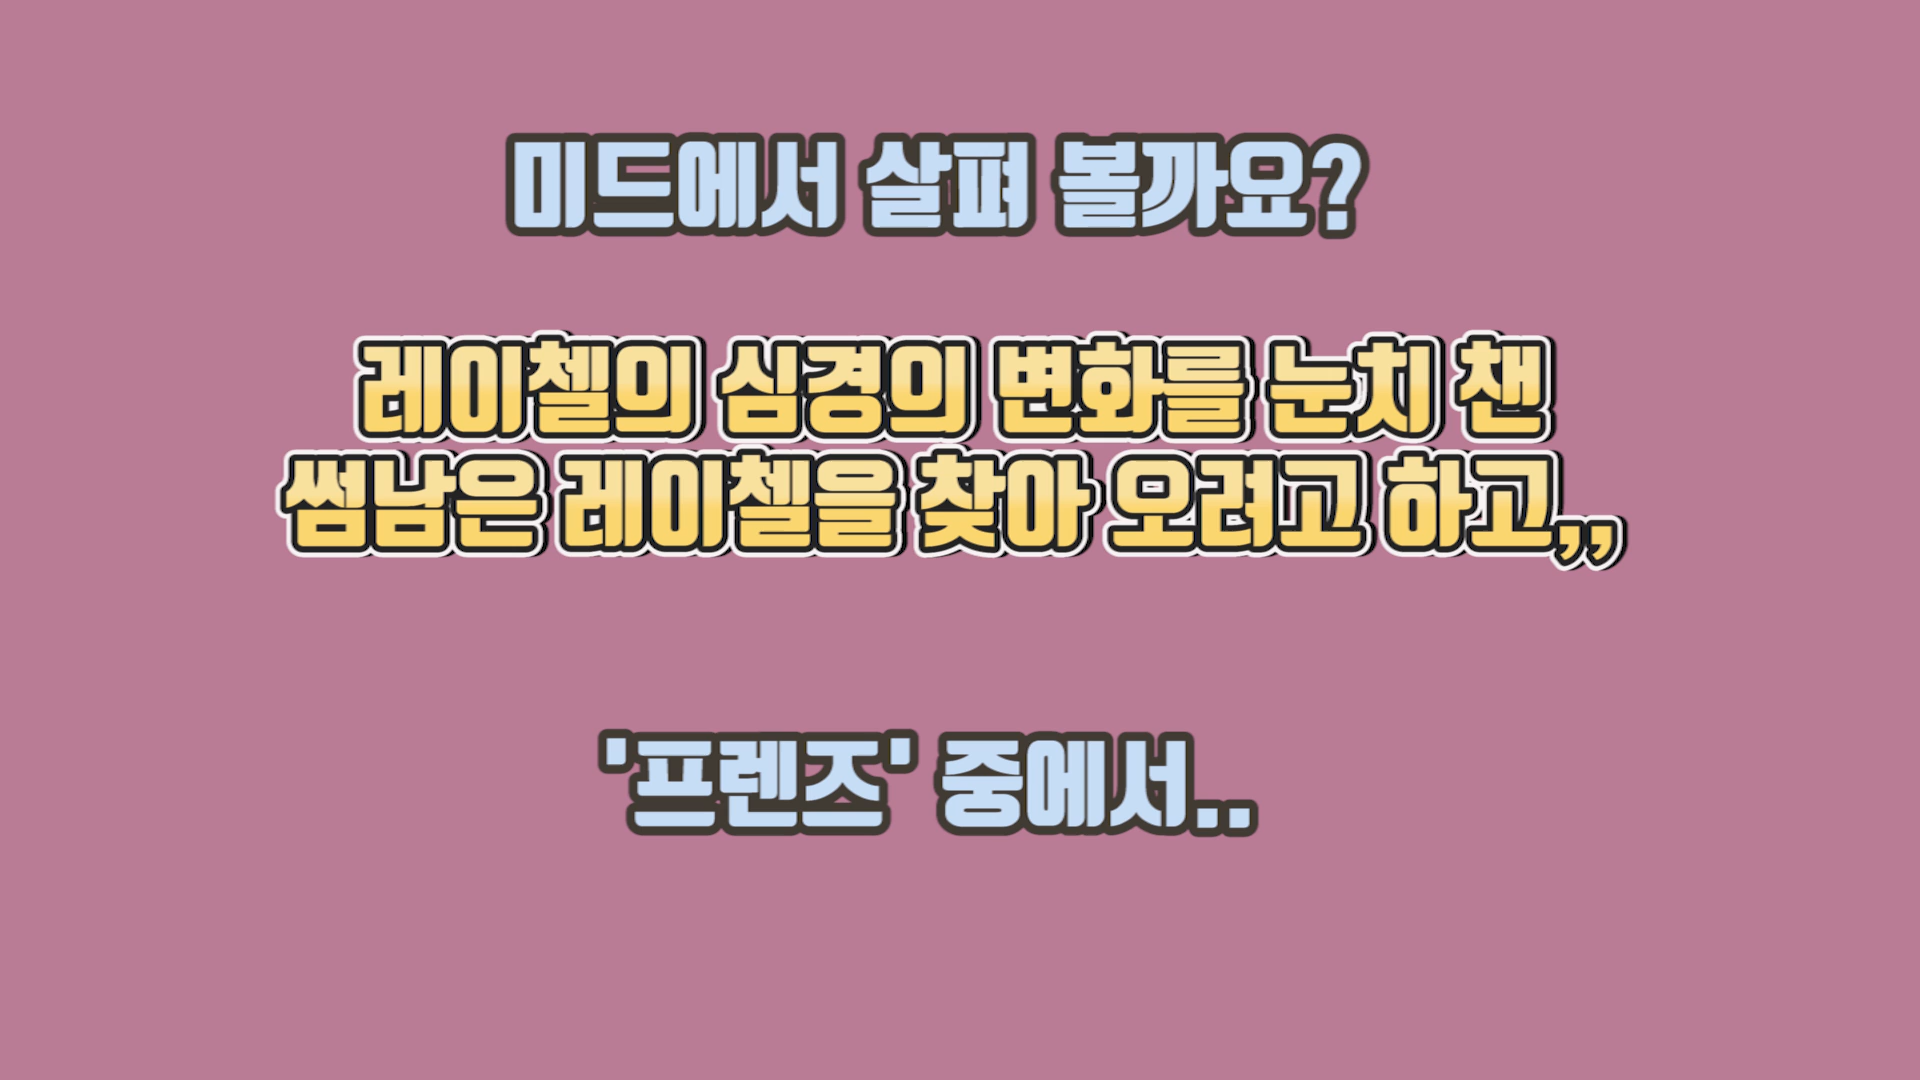 미드에서 살펴 볼까요?
레이첼의 심경의 변화를 눈치 챈
썸남은 레이첼을 찾아 오려고 하고,,
'프렌즈' 중에서..